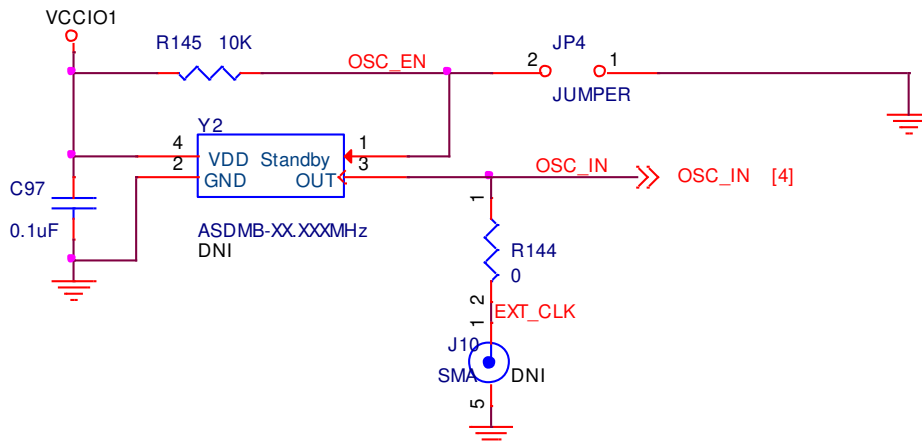 VCCIO1
R145 10K
OSC_EN
2
JP4
1
JUMPER
Y2
4
VDD
Standby
1
2
GND
OUT
3
OSC_IN
OSC_IN [4]
C97
0.1uF
ASDMB-XX.XXXMHz
DNI
1
R144
0
2
EXT_CLK
1
J10
SMA
DNI
5